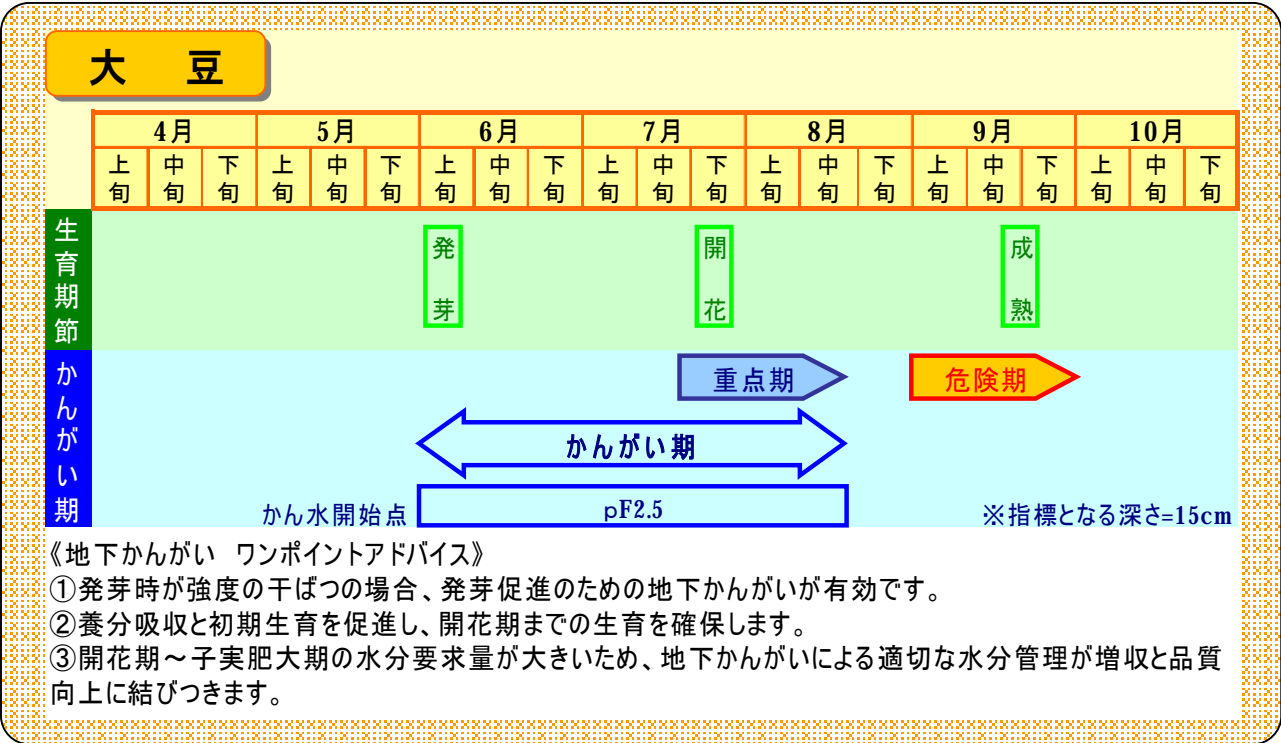 大 豆
4月 5月 6月 7月 8月 9月 10月
上旬 中旬 下旬 上旬 中旬 下旬 上旬 中旬 下旬 上旬 中旬 下旬 上旬 中旬 下旬 上旬 中旬 下旬 上旬 中旬 下旬
生育期節
発芽 開花 成熟
かんがい期
重点期 危険期
かんがい期
かん水開始点 pF2.5 ※指標となる深さ=15cm
《地下かんがい ワンポイントアドバイス》
①発芽時が強度の干ばつの場合、発芽促進のための地下かんがいが有効です。
②養分吸収と初期生育を促進し、開花期までの生育を確保します。
③開花期～子実肥大期の水分要求量が大きいため、地下かんがいによる適切な水分管理が増収と品質
向上に結びつきます。